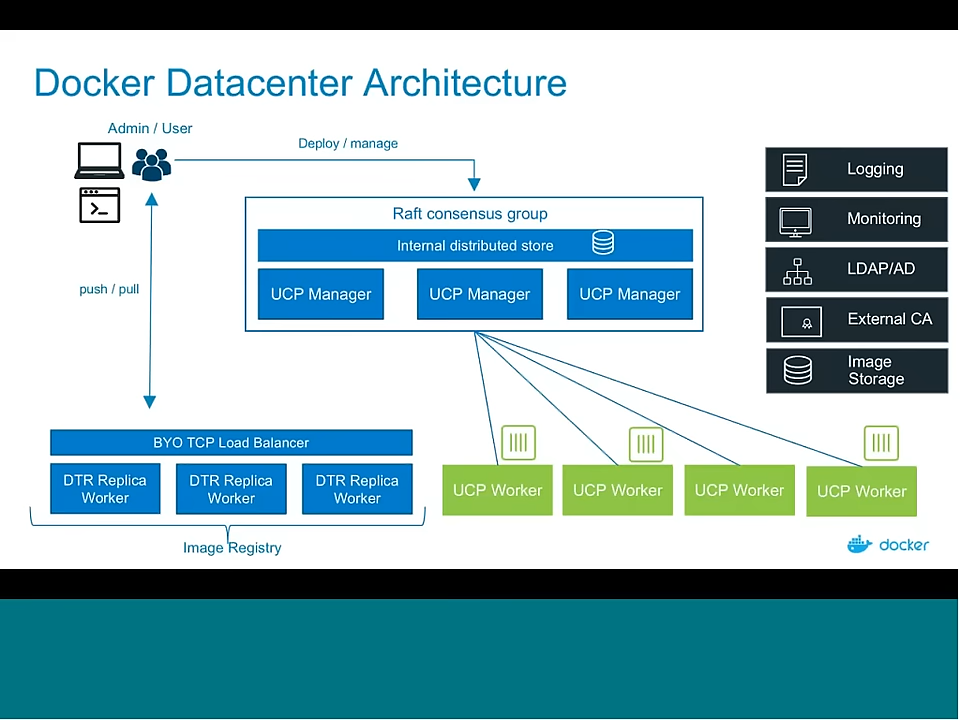 Docker Datacenter Architecture
Admin / User
Deploy / manage
Raft consensus group
Internal distributed store
UCP Manager
UCP Manager
UCP Manager
push / pull
Logging
Monitoring
LDAP/AD
External CA
Image
Storage
BYO TCP Load Balancer
DTR Replica
Worker
DTR Replica
Worker
DTR Replica
Worker
Image Registry
UCP Worker
UCP Worker
UCP Worker
UCP Worker
docker